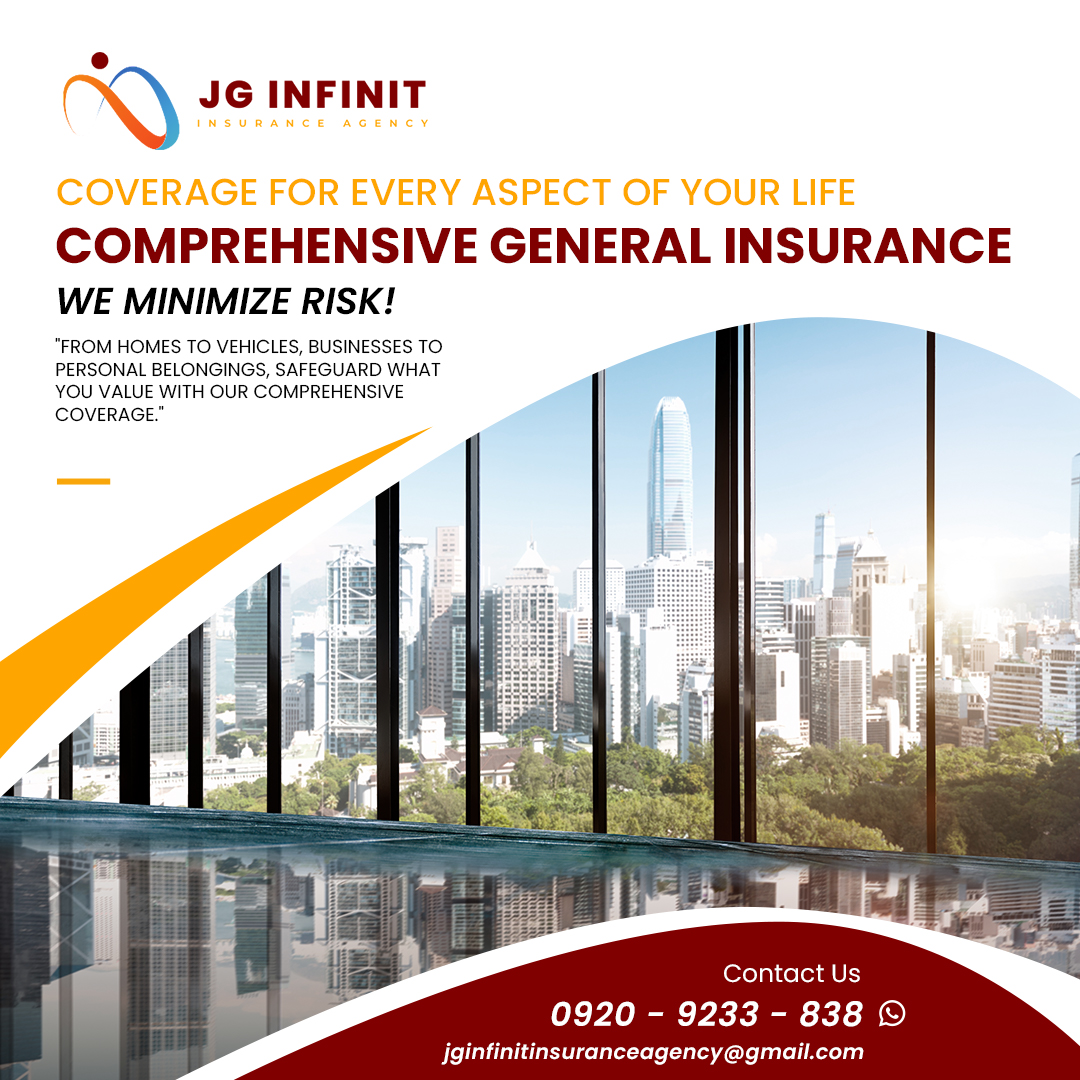 JG INFINIT
INSURANCE AGENCY
COVERAGE FOR EVERY ASPECT OF YOUR LIFE
COMPREHENSIVE GENERAL INSURANCE
WE MINIMIZE RISK!
"FROM HOMES TO VEHICLES, BUSINESSES TO
PERSONAL BELONGINGS, SAFEGUARD WHAT
YOU VALUE WITH OUR COMPREHENSIVE
COVERAGE."
Contact Us
0920 - 9233 - 838
jginfinitinsuranceagency@gmail.com